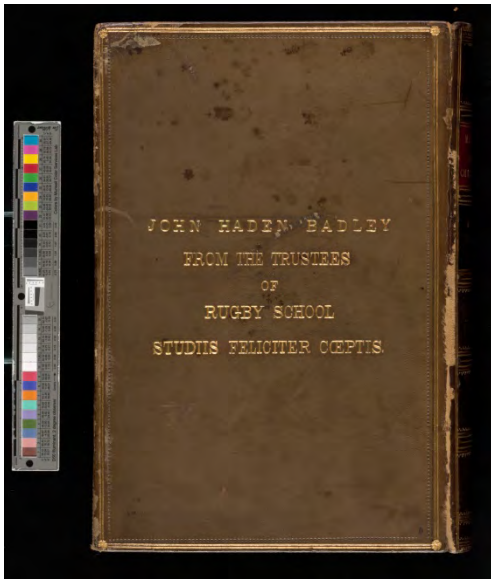 JOHN HADEN BADLEY
FROM THE TRUSTEES
OF
RUGBY SCHOOL
STUDIIS FELICITER CŒPTIS.